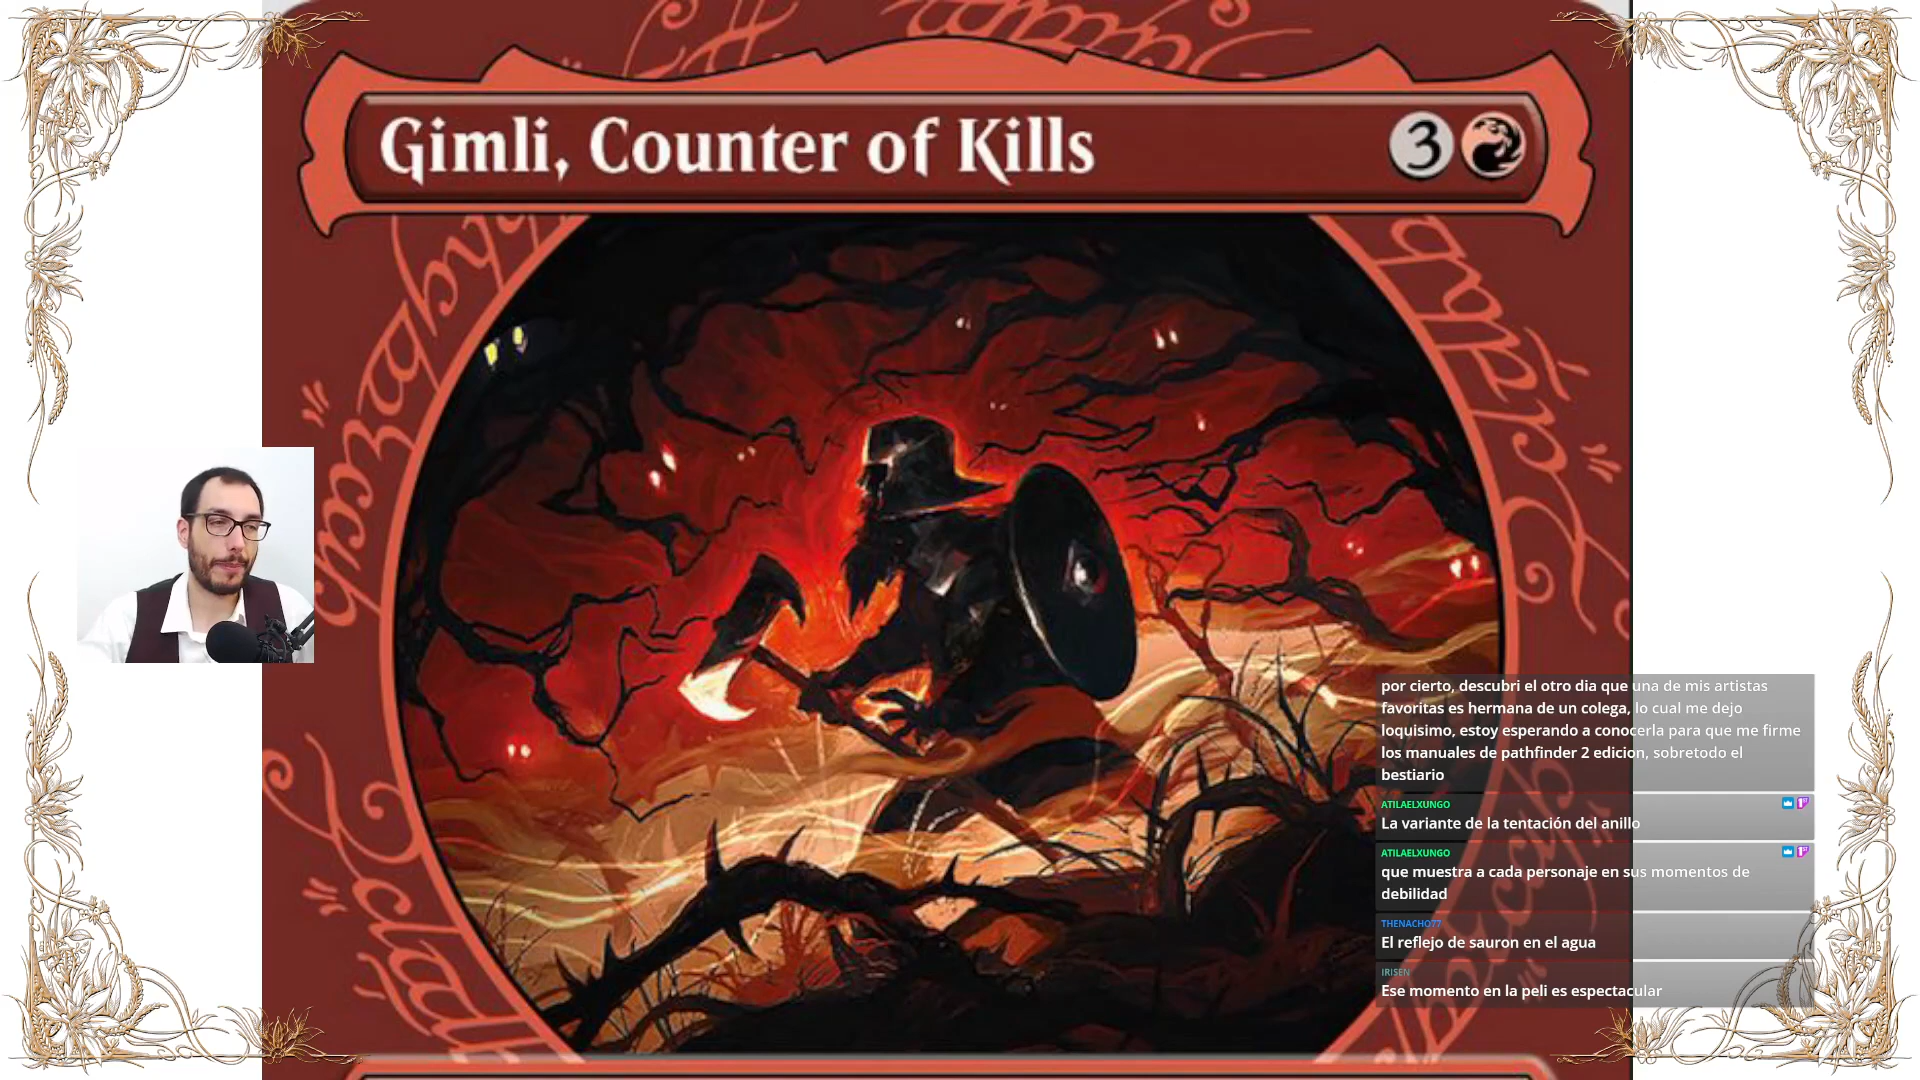 Gimli, Counter of Kills
3
por cierto, descubri el otro dia que una de mis artistas
favoritas es hermana de un colega, lo cual me dejo
loquisimo, estoy esperando a conocerla para que me firme
los manuales de pathfinder 2 edicion, sobretodo el
bestiario
ATILAELXUNGO
La variante de la tentación del anillo
ATILAELXUNGO
que muestra a cada personaje en sus momentos de
debilidad
THENACHO77
El reflejo de sauron en el agua
IRISEN
Ese momento en la peli es espectacular